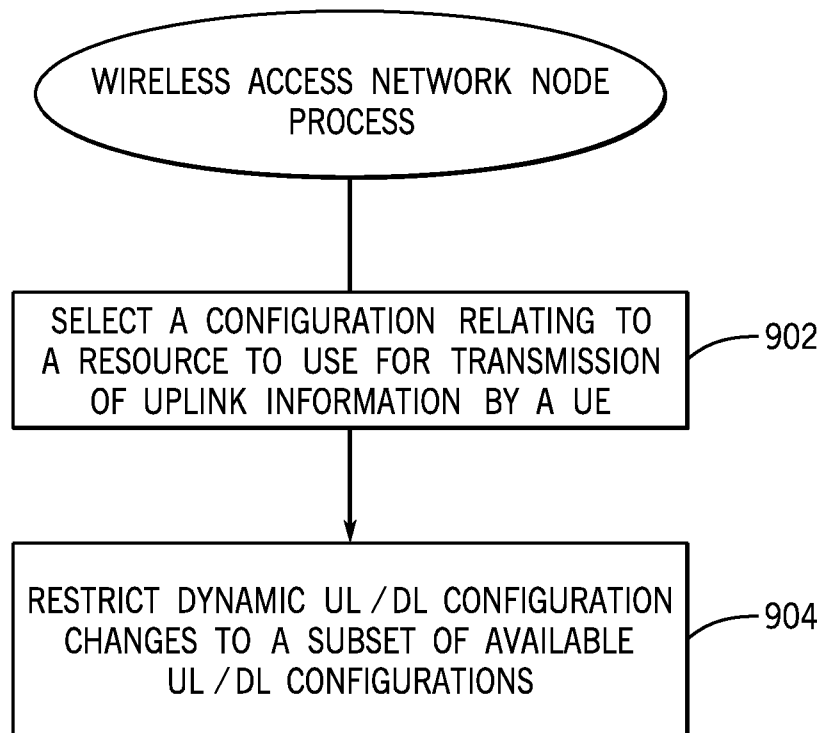 WIRELESS ACCESS NETWORK NODE
PROCESS
SELECT A CONFIGURATION RELATING TO
A RESOURCE TO USE FOR TRANSMISSION
OF UPLINK INFORMATION BY A UE
902
RESTRICT DYNAMIC UL / DL CONFIGURATION
CHANGES TO A SUBSET OF AVAILABLE
UL / DL CONFIGURATIONS
904